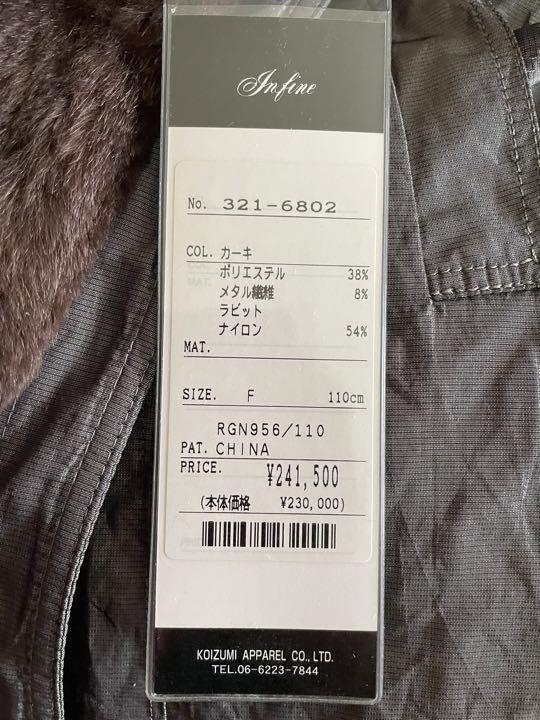 Infine
No. 321-6802
COL. カーキ
ポリエステル 38%
メタル繊維 8%
ラビット
ナイロン 54%
MAT.
SIZE. F 110cm
RGN956/110
PAT. CHINA
PRICE. ¥241,500
(本体価格 ¥230,000)
KOIZUMI APPAREL CO., LTD.
TEL.06-6223-7844